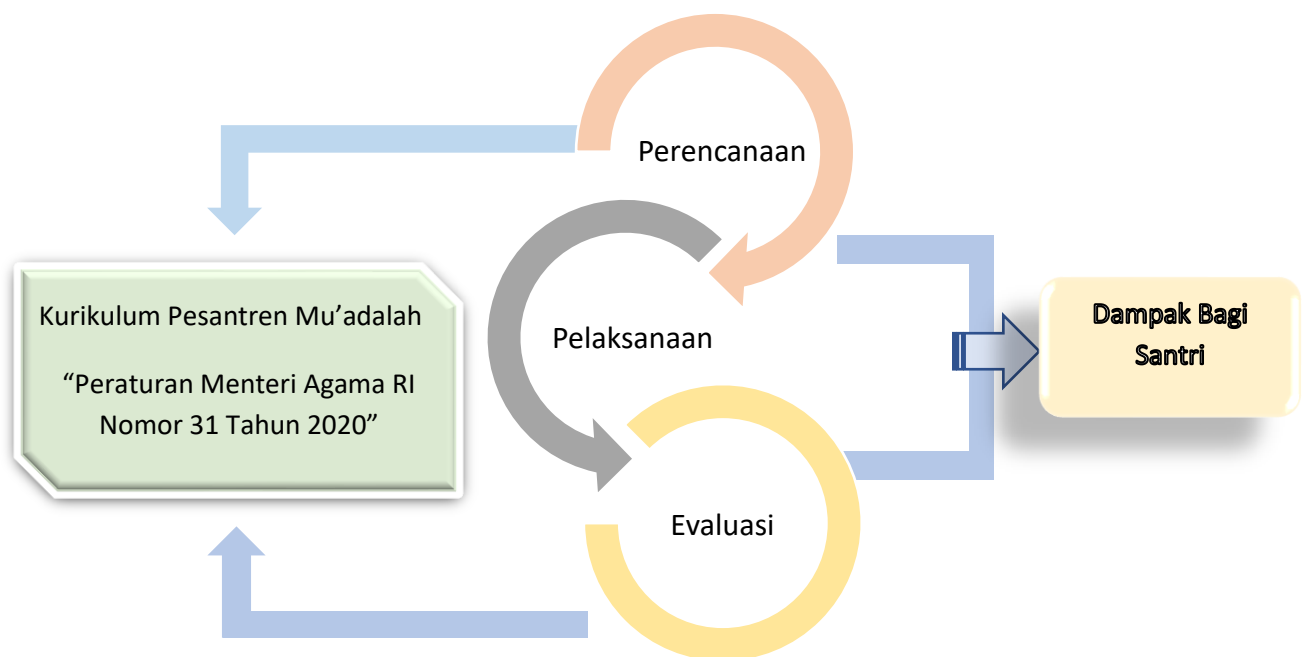 Perencanaan
Kurikulum Pesantren Mu’adalah
“Peraturan Menteri Agama RI
Nomor 31 Tahun 2020”
Pelaksanaan
Dampak Bagi
Santri
Evaluasi